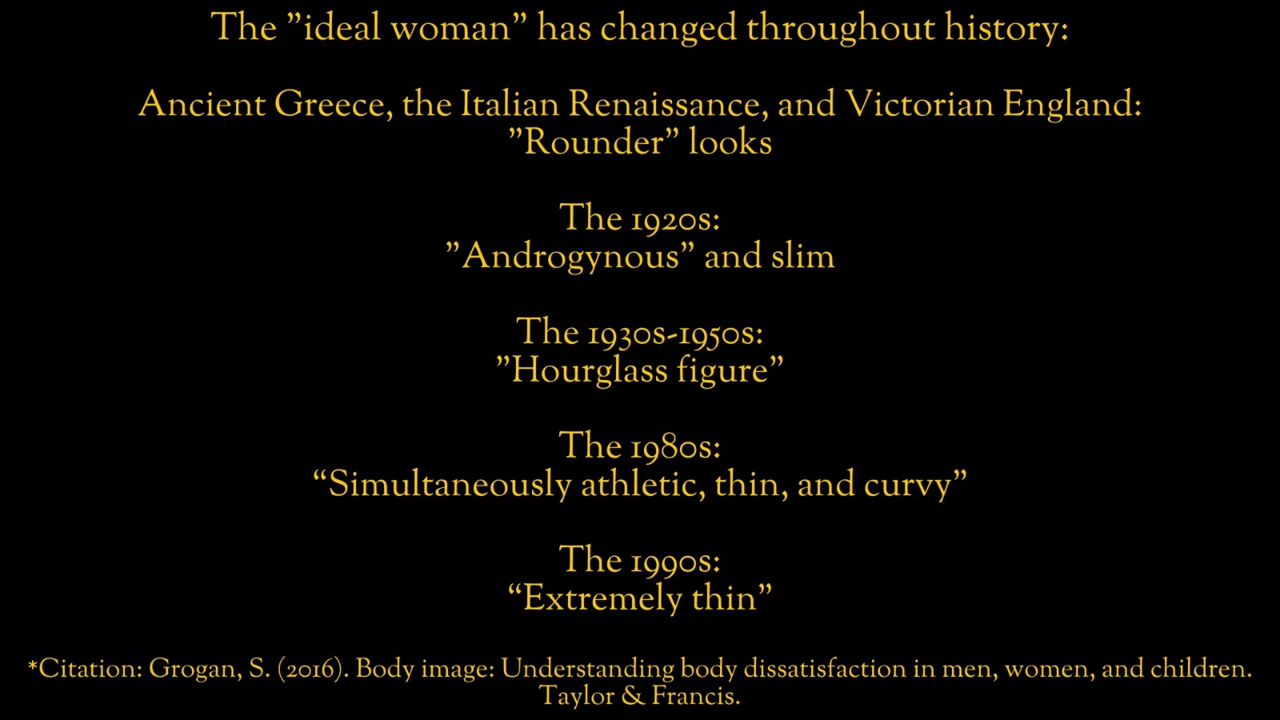 The ”ideal woman” has changed throughout history:
Ancient Greece, the Italian Renaissance, and Victorian England:
”Rounder” looks
The 1920s:
”Androgynous” and slim
The 1930s-1950s:
”Hourglass figure”
The 1980s:
“Simultaneously athletic, thin, and curvy”
The 1990s:
“Extremely thin”
*Citation: Grogan, S. (2016). Body image: Understanding body dissatisfaction in men, women, and children.
Taylor & Francis.